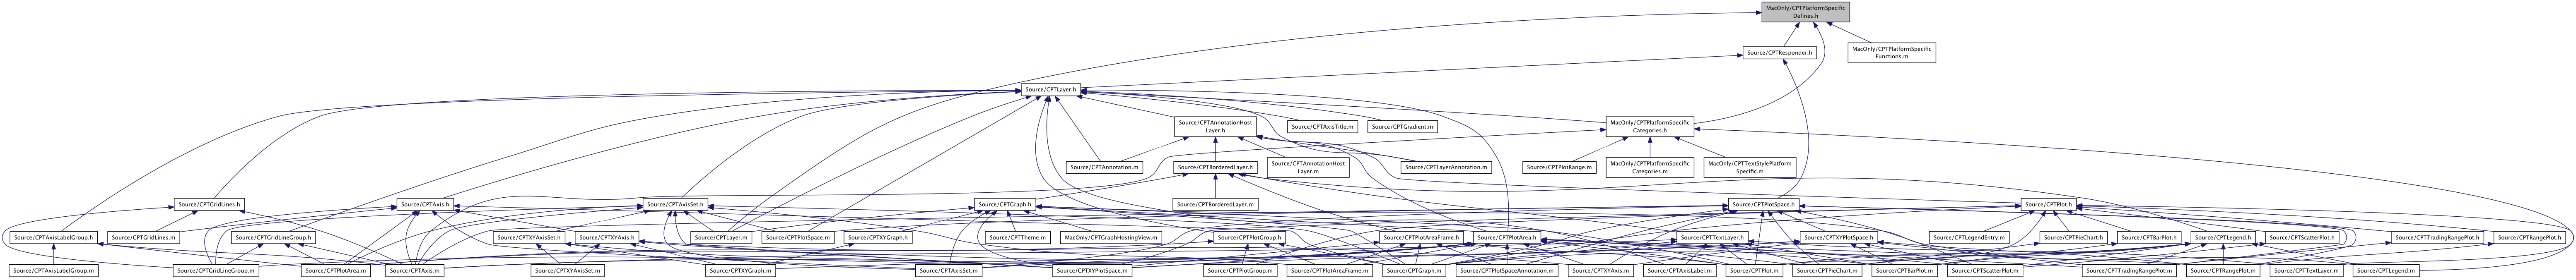 MacOnly/CPTPlatformSpecific
Defines.h
Source/CPTResponder.h
MacOnly/CPTPlatformSpecific
Functions.m
Source/CPTLayer.h
Source/CPTAnnotationHost
Layer.h
Source/CPTAxisTitle.m
Source/CPTGradient.m
MacOnly/CPTPlatformSpecific
Categories.h
Source/CPTAnnotation.m
Source/CPTBorderedLayer.h
Source/CPTAnnotationHost
Layer.m
Source/CPTLayerAnnotation.m
Source/CPTPlotRange.m
MacOnly/CPTPlatformSpecific
Categories.m
MacOnly/CPTTextStylePlatform
Specific.m
Source/CPTGridLines.h
Source/CPTAxis.h
Source/CPTAxisSet.h
Source/CPTGraph.h
Source/CPTBorderedLayer.m
Source/CPTPlotSpace.h
Source/CPTPlot.h
Source/CPTAxisLabelGroup.h
Source/CPTGridLines.m
Source/CPTGridLineGroup.h
Source/CPTXYAxisSet.h
Source/CPTXYAxis.h
Source/CPTLayer.m
Source/CPTPlotSpace.m
Source/CPTXYGraph.h
Source/CPTTheme.m
MacOnly/CPTGraphHostingView.m
Source/CPTPlotGroup.h
Source/CPTPlotAreaFrame.h
Source/CPTPlotArea.h
Source/CPTTextLayer.h
Source/CPTXYPlotSpace.h
Source/CPTLegendEntry.m
Source/CPTPieChart.h
Source/CPTBarPlot.h
Source/CPTLegend.h
Source/CPTScatterPlot.h
Source/CPTTradingRangePlot.h
Source/CPTRangePlot.h
Source/CPTAxisLabelGroup.m
Source/CPTGridLineGroup.m
Source/CPTPlotArea.m
Source/CPTAxis.m
Source/CPTXYAxisSet.m
Source/CPTXYGraph.m
Source/CPTAxisSet.m
Source/CPTXYPlotSpace.m
Source/CPTPlotGroup.m
Source/CPTPlotAreaFrame.m
Source/CPTGraph.m
Source/CPTPlotSpaceAnnotation.m
Source/CPTXYAxis.m
Source/CPTAxisLabel.m
Source/CPTPlot.m
Source/CPTPieChart.m
Source/CPTBarPlot.m
Source/CPTScatterPlot.m
Source/CPTTradingRangePlot.m
Source/CPTRangePlot.m
Source/CPTTextLayer.m
Source/CPTLegend.m